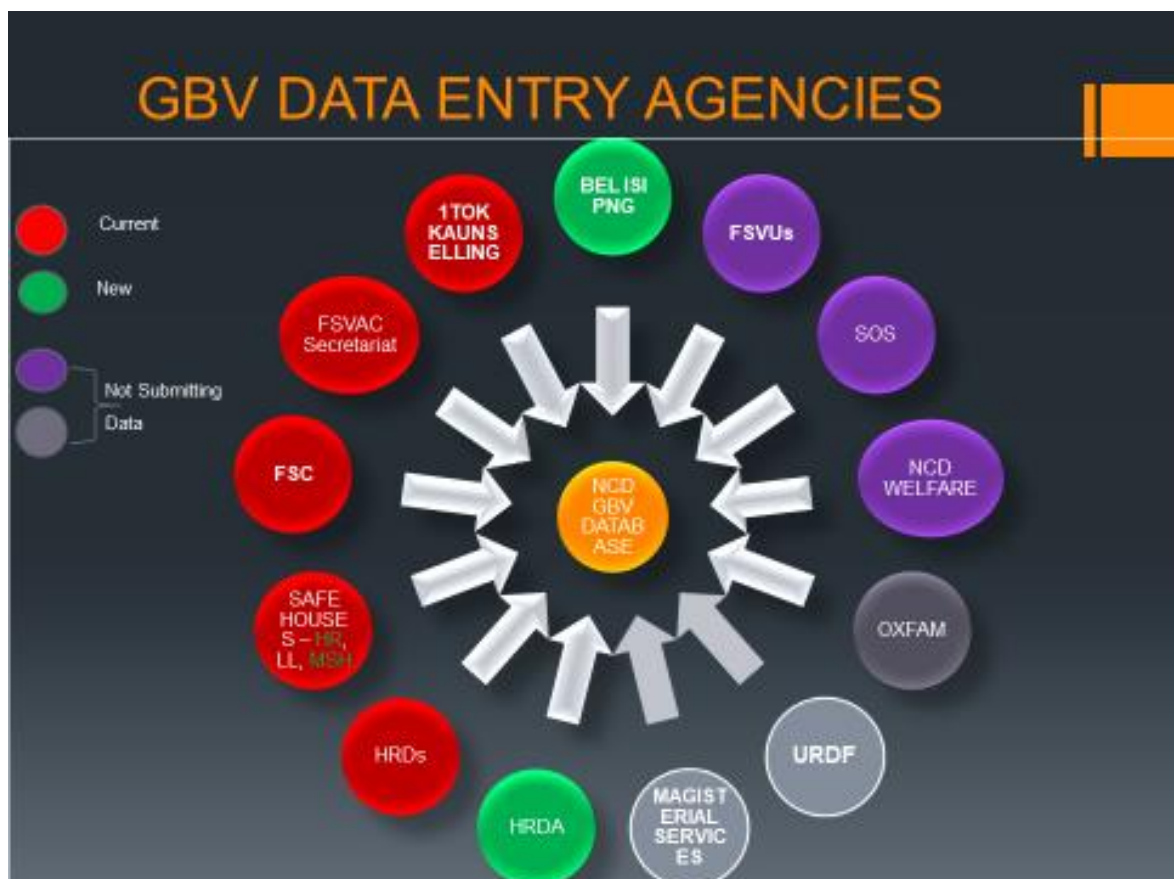 GBV DATA ENTRY AGENCIES
Current
New
Not Submitting
Data
BEL ISI
PNG
FSVUs
SOS
NCD
WELFARE
OXFAM
URDF
MAGIST
ERIAL
SERVIC
ES
HRDA
HRDs
SAFE
HOUSE
S – HR,
LL, MSH
FSC
FSVAC
Secretariat
1TOK
KAUNS
ELLING
NCD
GBV
DATAB
ASE